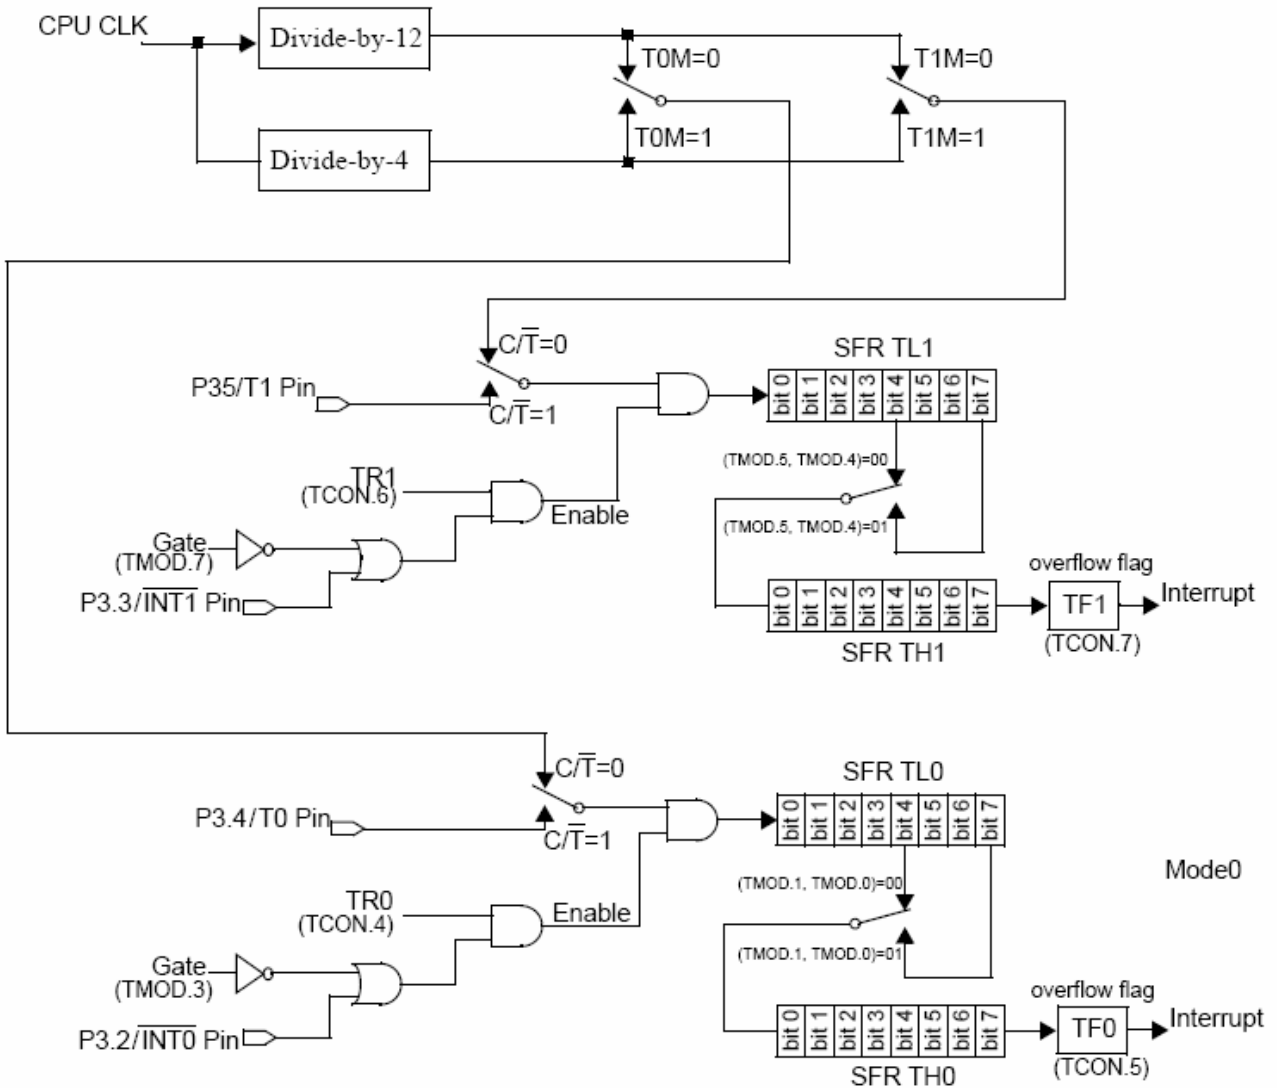 CPU CLK
Divide-by-12
T0M=0
T1M=0
T0M=1
T1M=1
Divide-by-4
C/T̅=0
SFR TL1
P35/T1 Pin
bit 0 bit 1 bit 2 bit 3 bit 4 bit 5 bit 6 bit 7
C/T̅=1
(TMOD.5, TMOD.4)=00
TR1
(TCON.6)
Enable
(TMOD.5, TMOD.4)=01
Gate
(TMOD.7)
overflow flag
P3.3/I̅N̅T̅1̅ Pin
bit 0 bit 1 bit 2 bit 3 bit 4 bit 5 bit 6 bit 7
TF1
Interrupt
SFR TH1
(TCON.7)
C/T̅=0
SFR TL0
P3.4/T0 Pin
bit 0 bit 1 bit 2 bit 3 bit 4 bit 5 bit 6 bit 7
C/T̅=1
Mode0
(TMOD.1, TMOD.0)=00
TR0
(TCON.4)
Enable
(TMOD.1, TMOD.0)=01
Gate
(TMOD.3)
overflow flag
P3.2/I̅N̅T̅0̅ Pin
bit 0 bit 1 bit 2 bit 3 bit 4 bit 5 bit 6 bit 7
TF0
Interrupt
SFR TH0
(TCON.5)